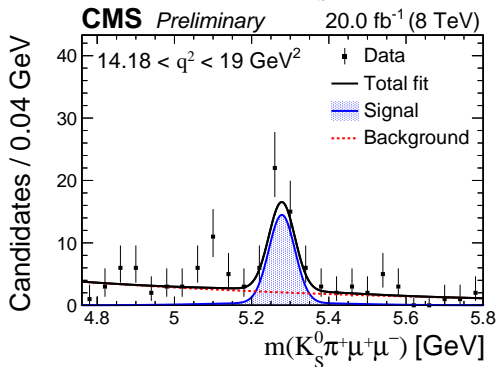 CMS Preliminary 20.0 fb⁻¹ (8 TeV)
14.18 < q² < 19 GeV²
Data
Total fit
Signal
Background
Candidates / 0.04 GeV
40
30
20
10
0
4.8 5 5.2 5.4 5.6 5.8
m(K⁰_S π⁺μ⁺μ⁻) [GeV]